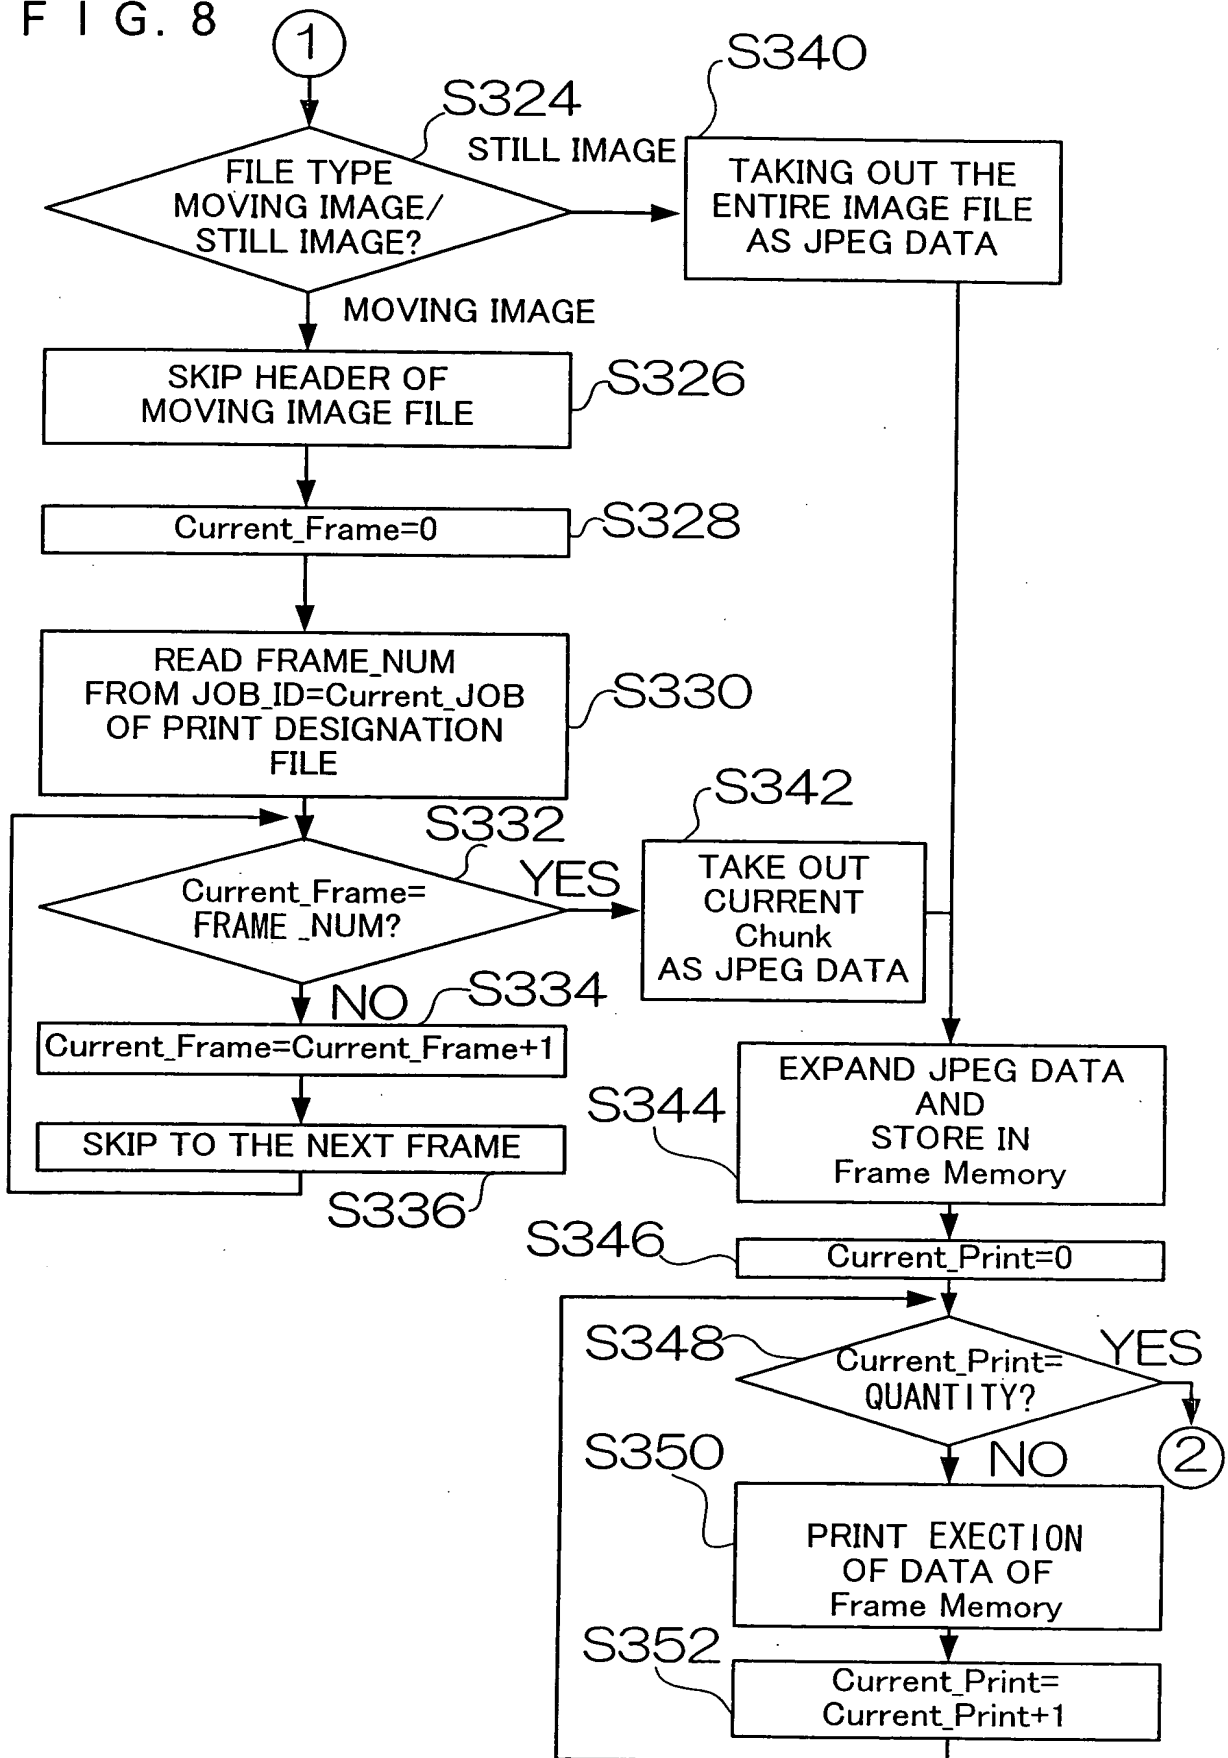 FIG. 8
1
S324
FILE TYPE
MOVING IMAGE/
STILL IMAGE?
STILL IMAGE
S340
TAKING OUT THE
ENTIRE IMAGE FILE
AS JPEG DATA
MOVING IMAGE
SKIP HEADER OF
MOVING IMAGE FILE
S326
Current_Frame=0
S328
READ FRAME_NUM
FROM JOB_ID=Current_JOB
OF PRINT DESIGNATION
FILE
S330
S332
Current_Frame=
FRAME_NUM?
YES
S342
TAKE OUT
CURRENT
Chunk
AS JPEG DATA
NO
S334
Current_Frame=Current_Frame+1
SKIP TO THE NEXT FRAME
S336
S344
EXPAND JPEG DATA
AND
STORE IN
Frame Memory
S346
Current_Print=0
S348
Current_Print=
QUANTITY?
YES
2
NO
S350
PRINT EXECTION
OF DATA OF
Frame Memory
S352
Current_Print=
Current_Print+1